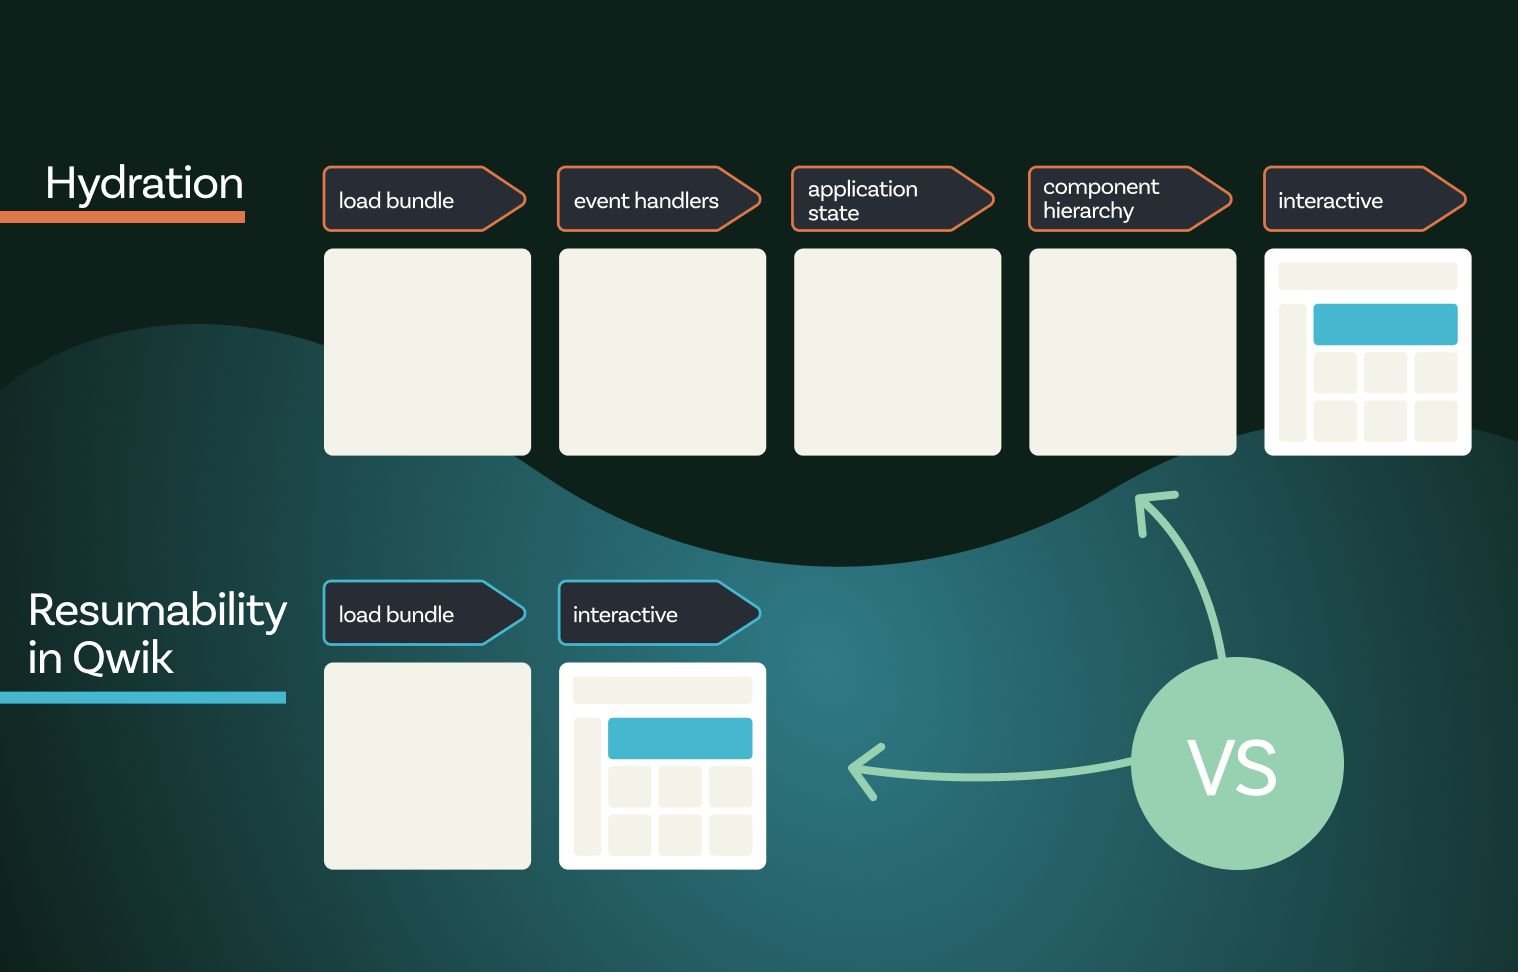 Hydration
load bundle
event handlers
application
state
component
hierarchy
interactive
Resumability
in Qwik
load bundle
interactive
VS